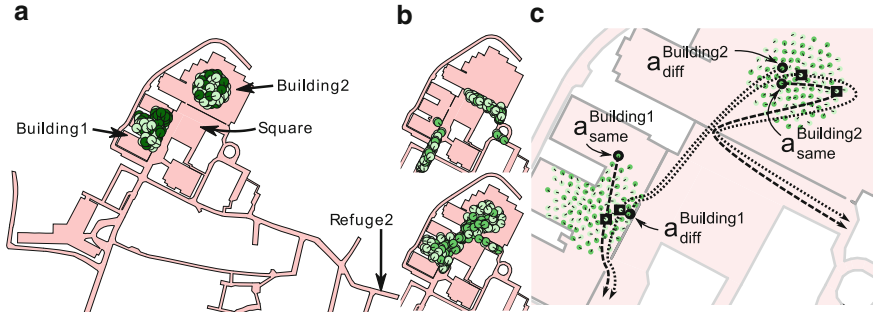 a
Building2
Building1
Square
Refuge2
b
c
a Building2 diff
a Building1 same
a Building2 same
a Building1 diff